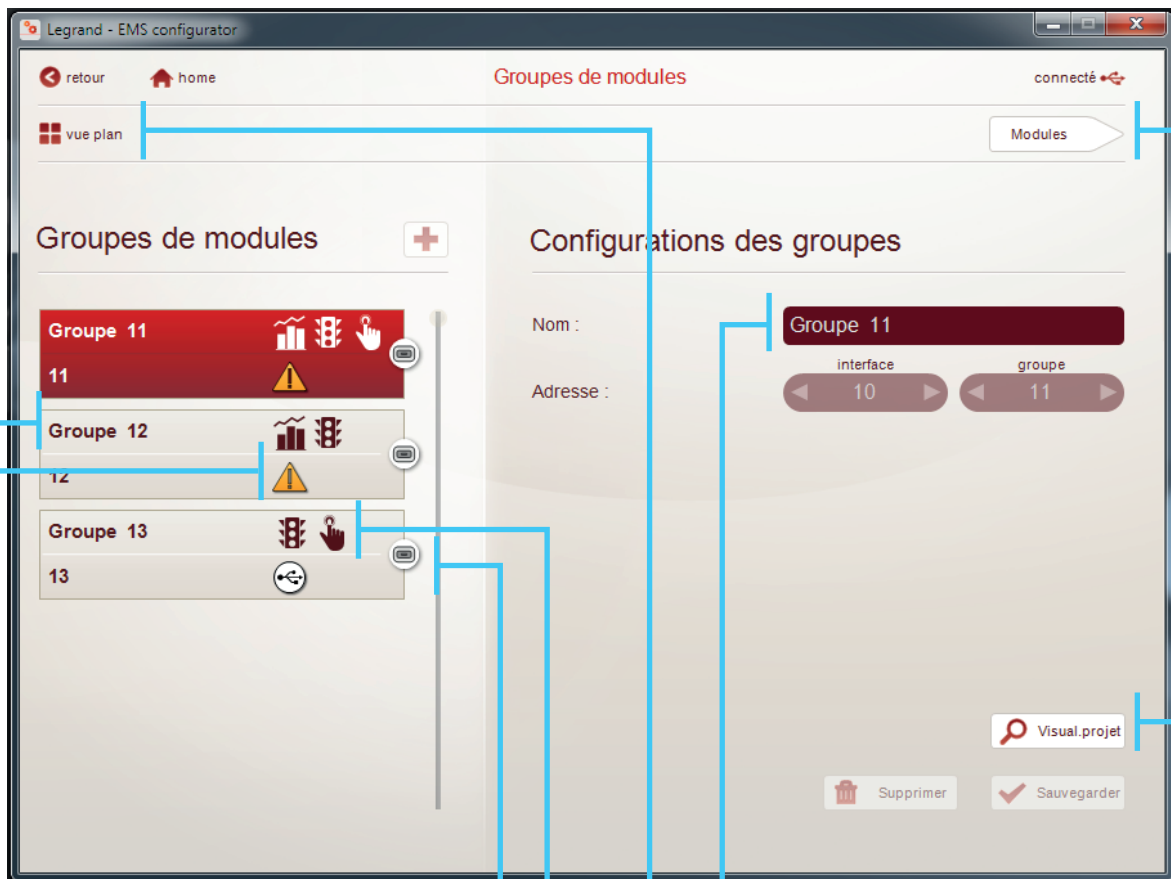 Legrand - EMS configurator
retour home Groupes de modules connecté
vue plan Modules
Groupes de modules
Groupe 11
11
Groupe 12
12
Groupe 13
13
Configurations des groupes
Nom : Groupe 11
interface groupe
Adresse : 10 11
Visual.projet
Supprimer Sauvegarder